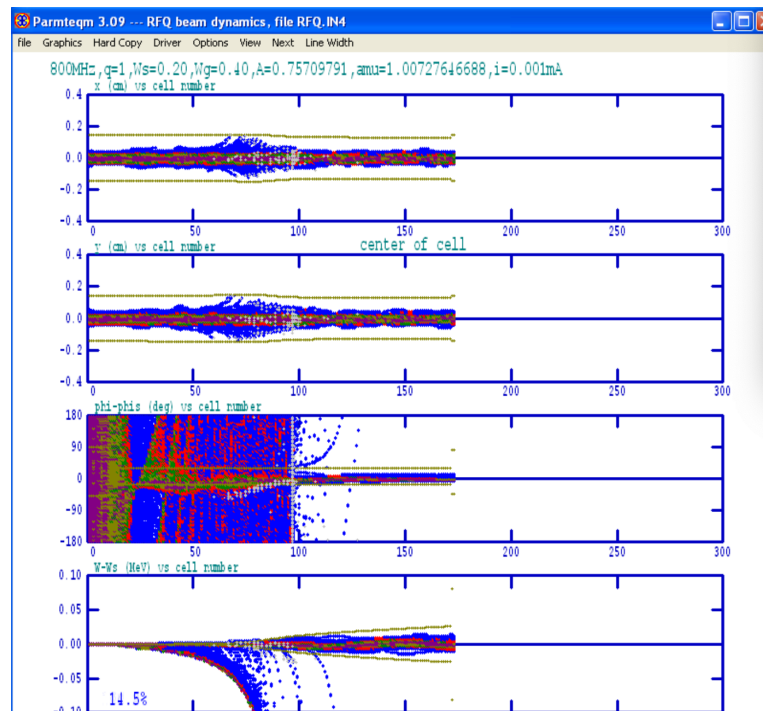 Parmteqm 3.09 --- RFQ beam dynamics, file RFQ.IN4
file Graphics Hard Copy Driver Options View Next Line Width
800MHz,q=1,Ws=0.20,Wg=0.40,A=0.75709791,amu=1.00727646688,i=0.001mA
x (cm) vs cell number
0.4
0.2
0.0
-0.2
-0.4
0 50 100 150 200 250 300
y (cm) vs cell number center of cell
0.4
0.2
0.0
-0.2
-0.4
0 50 100 150 200 250 300
phi-phis (deg) vs cell number
180
90
0
-90
-180
0 50 100 150 200 250 300
W-Ws (MeV) vs cell number
0.10
0.05
0.00
-0.05
14.5%
-0.10